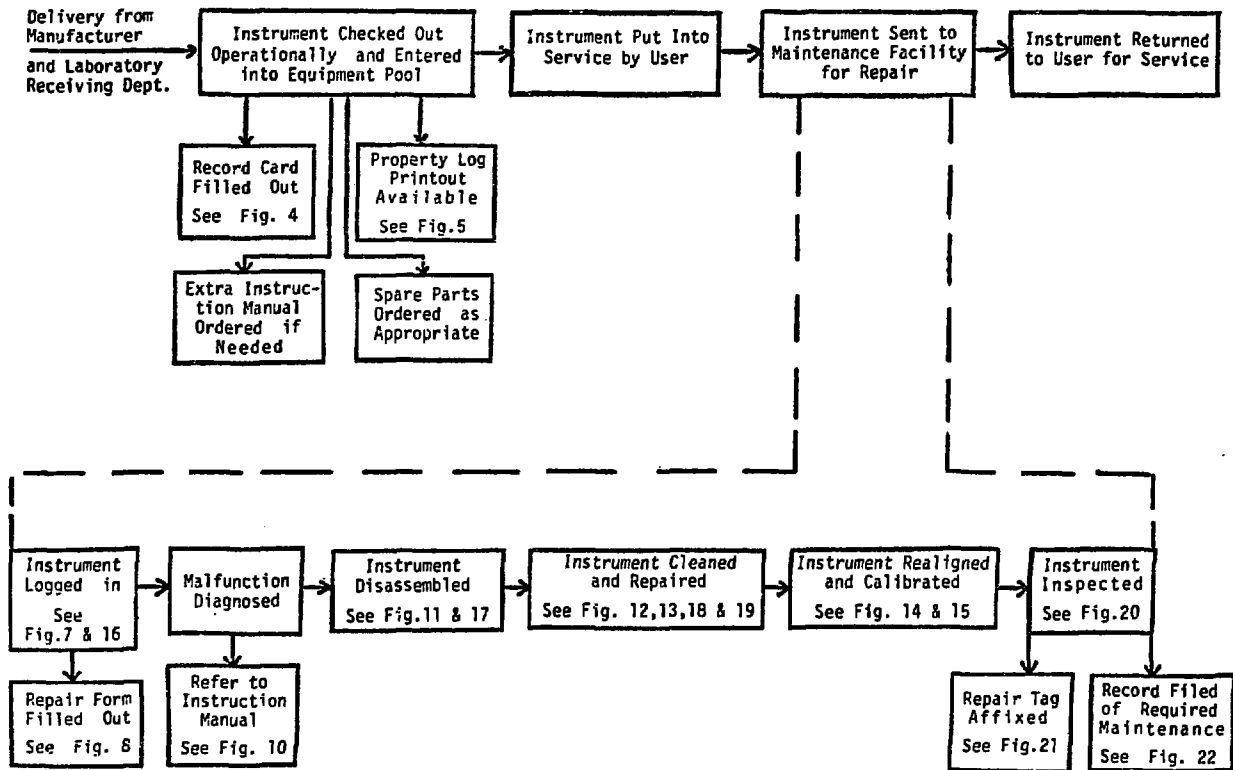 Delivery from
Manufacturer
and Laboratory
Receiving Dept.
Instrument Checked Out
Operationally and Entered
into Equipment Pool
Instrument Put Into
Service by User
Instrument Sent to
Maintenance Facility
for Repair
Instrument Returned
to User for Service
Record Card
Filled Out
See Fig. 4
Property Log
Printout
Available
See Fig.5
Extra Instruc-
tion Manual
Ordered if
Needed
Spare Parts
Ordered as
Appropriate
Instrument
Logged in
See
Fig.7 & 16
Malfunction
Diagnosed
Instrument
Disassembled
See Fig.11 & 17
Instrument Cleaned
and Repaired
See Fig. 12,13,18 & 19
Instrument Realigned
and Calibrated
See Fig. 14 & 15
Instrument
Inspected
See Fig.20
Repair Form
Filled Out
See Fig. 8
Refer to
Instruction
Manual
See Fig. 10
Repair Tag
Affixed
See Fig.21
Record Filed
of Required
Maintenance
See Fig. 22